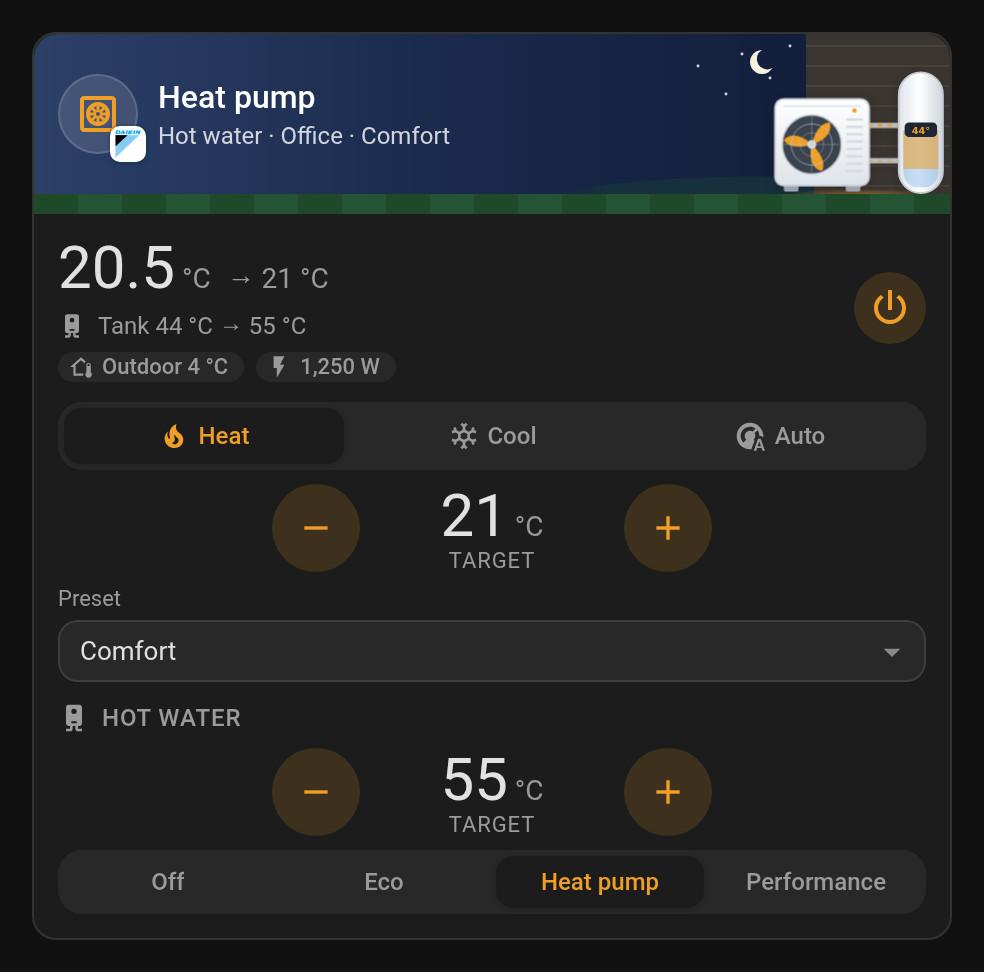 Heat pump
Hot water · Office · Comfort
DAIKIN
44°
20.5 °C → 21 °C
Tank 44 °C → 55 °C
Outdoor 4 °C 1,250 W
Heat Cool Auto
21 °C
TARGET
Preset
Comfort
HOT WATER
55 °C
TARGET
Off Eco Heat pump Performance